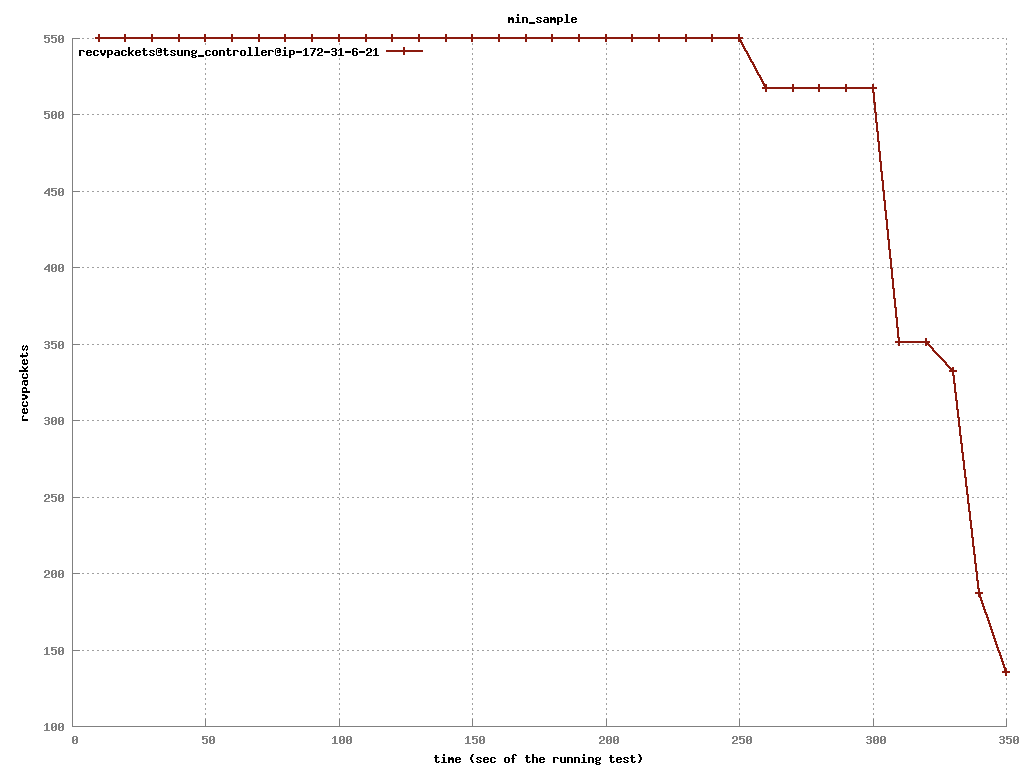 min_sample
550
recvpackets@tsung_controller@ip-172-31-6-21
500
450
400
350
300
250
200
150
100
recvpackets
0 50 100 150 200 250 300 350
time (sec of the running test)